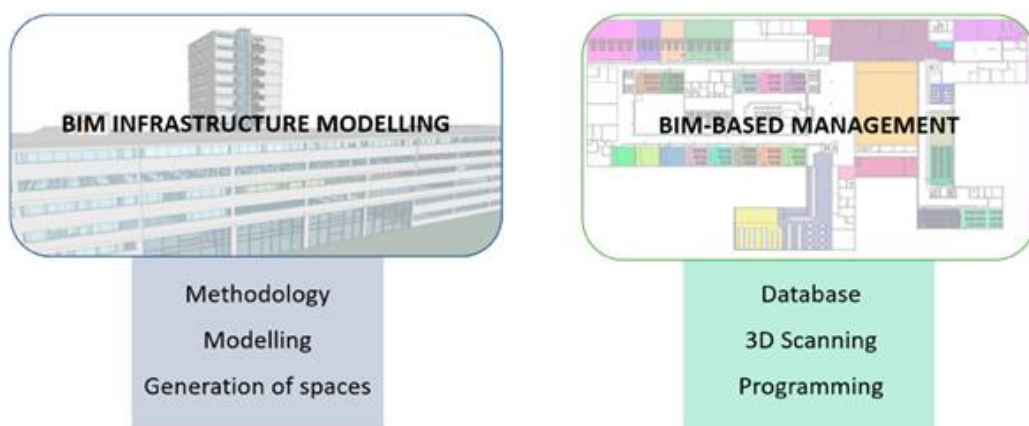 BIM INFRASTRUCTURE MODELLING
Methodology
Modelling
Generation of spaces
BIM-BASED MANAGEMENT
Database
3D Scanning
Programming